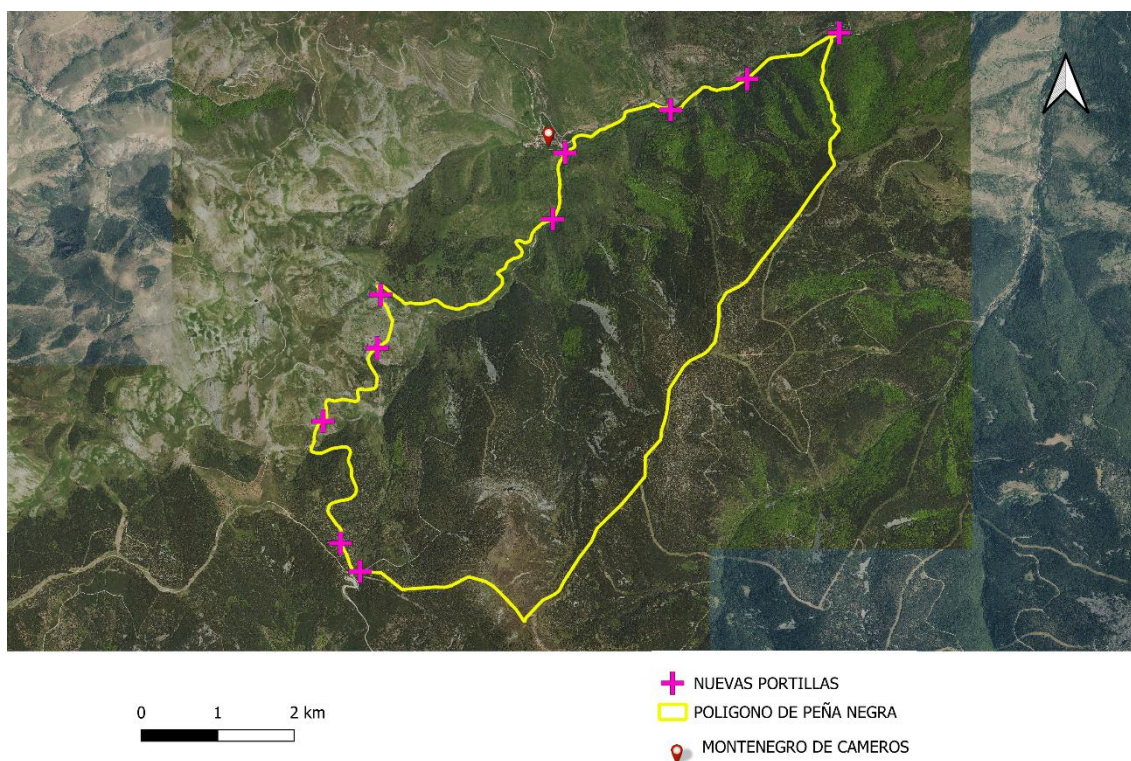 NUEVAS PORTILLAS
0 1 2 km
POLIGONO DE PEÑA NEGRA
MONTENEGRO DE CAMEROS